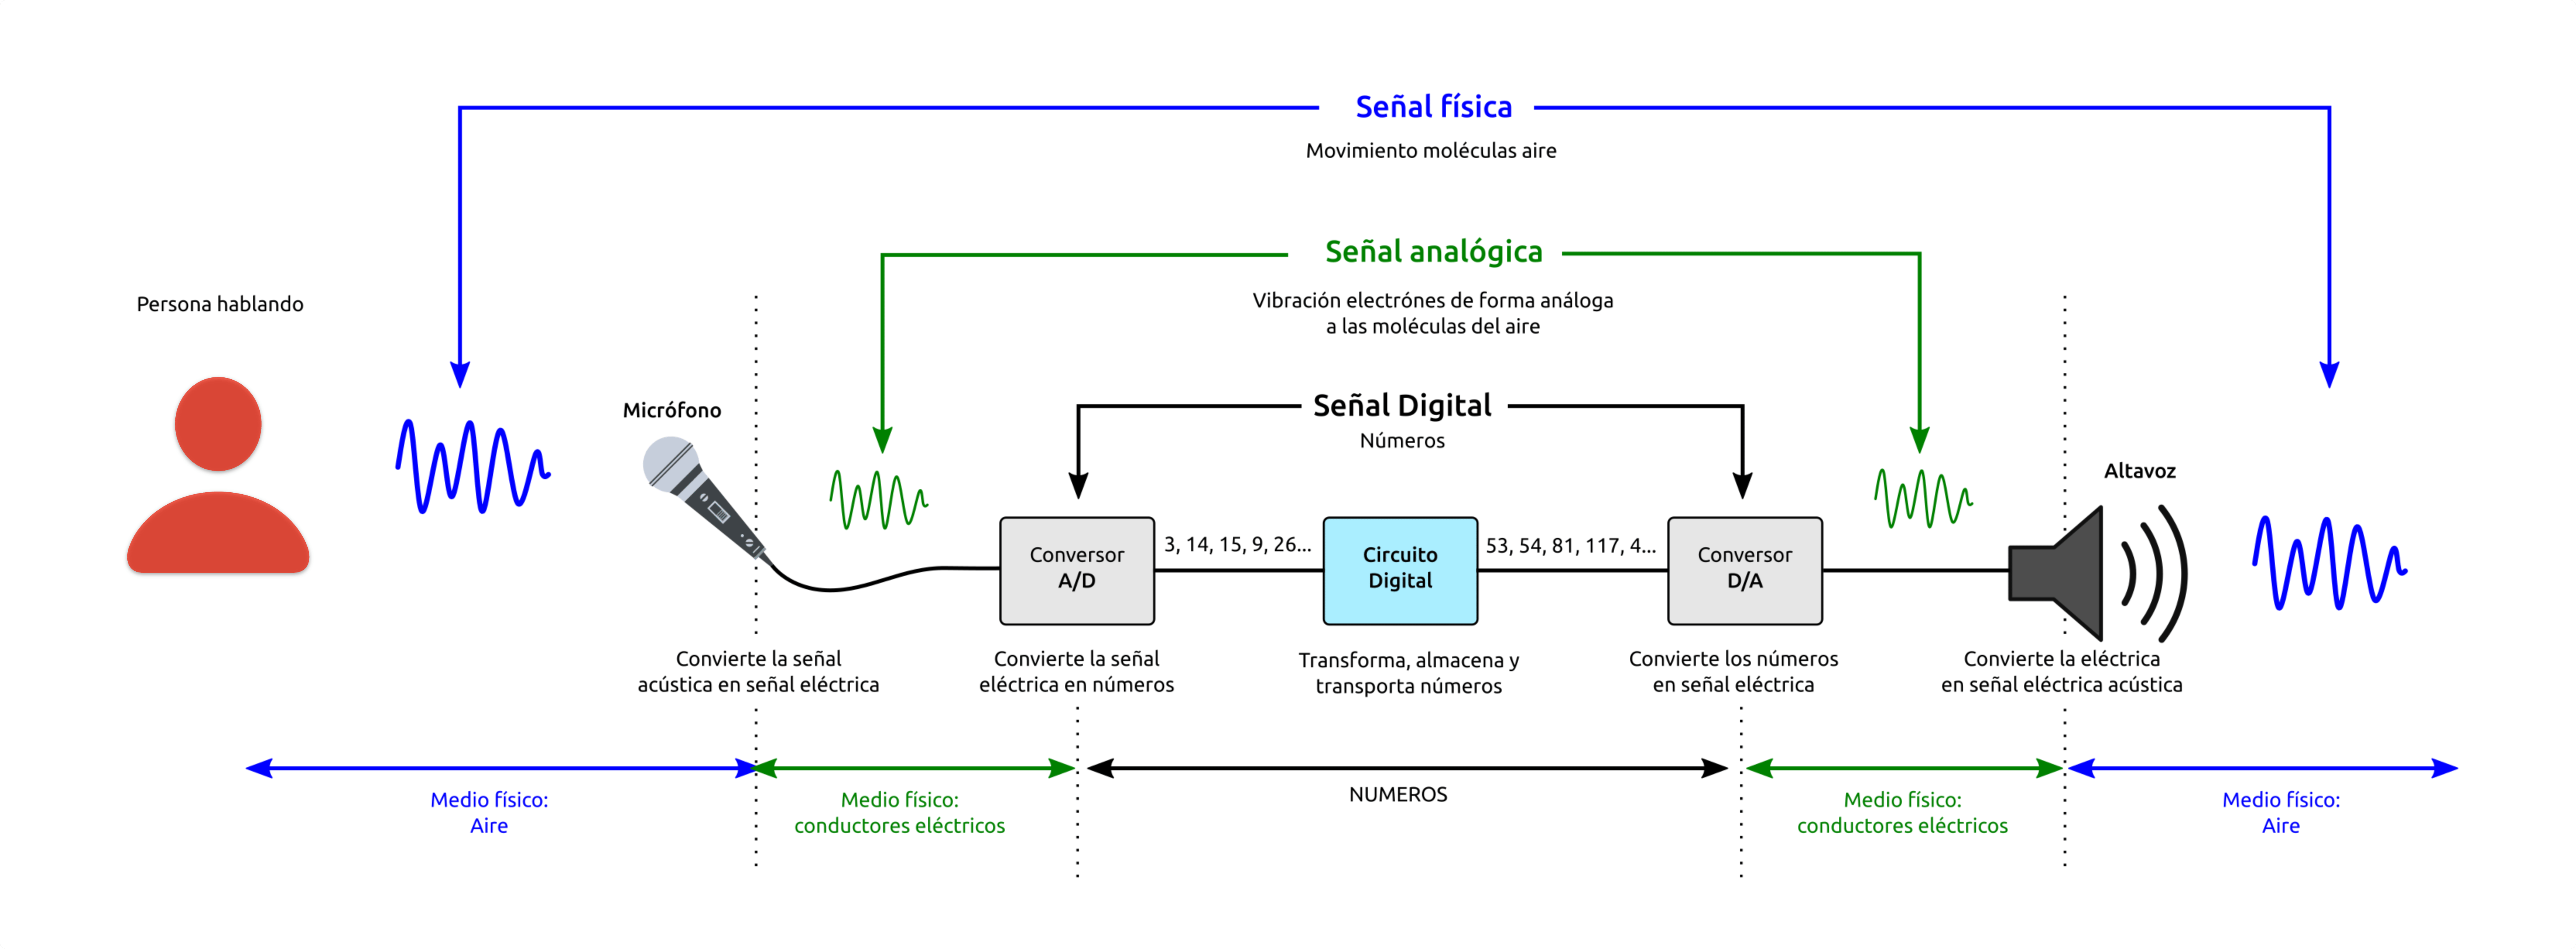 Señal física
Movimiento moléculas aire
Señal analógica
Vibración electrónes de forma análoga
a las moléculas del aire
Persona hablando
Señal Digital
Números
Micrófono
Altavoz
Conversor
A/D
3, 14, 15, 9, 26...
Circuito
Digital
53, 54, 81, 117, 4...
Conversor
D/A
Convierte la señal
acústica en señal eléctrica
Convierte la señal
eléctrica en números
Transforma, almacena y
transporta números
Convierte los números
en señal eléctrica
Convierte la eléctrica
en señal eléctrica acústica
Medio físico:
Aire
Medio físico:
conductores eléctricos
NUMEROS
Medio físico:
conductores eléctricos
Medio físico:
Aire